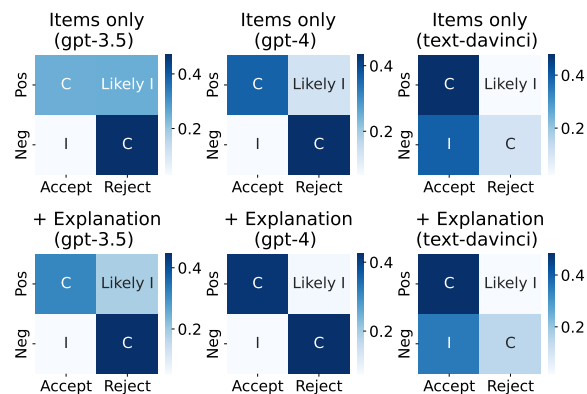 Items only
(gpt-3.5)
Items only
(gpt-4)
Items only
(text-davinci)
Pos
C
Likely I
0.4
Neg
I
C
0.2
Accept
Reject
Pos
C
Likely I
0.4
Neg
I
C
0.2
Accept
Reject
Pos
C
Likely I
0.4
Neg
I
C
0.2
Accept
Reject
+ Explanation
(gpt-3.5)
+ Explanation
(gpt-4)
+ Explanation
(text-davinci)
Pos
C
Likely I
0.4
Neg
I
C
0.2
Accept
Reject
Pos
C
Likely I
0.4
Neg
I
C
0.2
Accept
Reject
Pos
C
Likely I
0.4
Neg
I
C
0.2
Accept
Reject